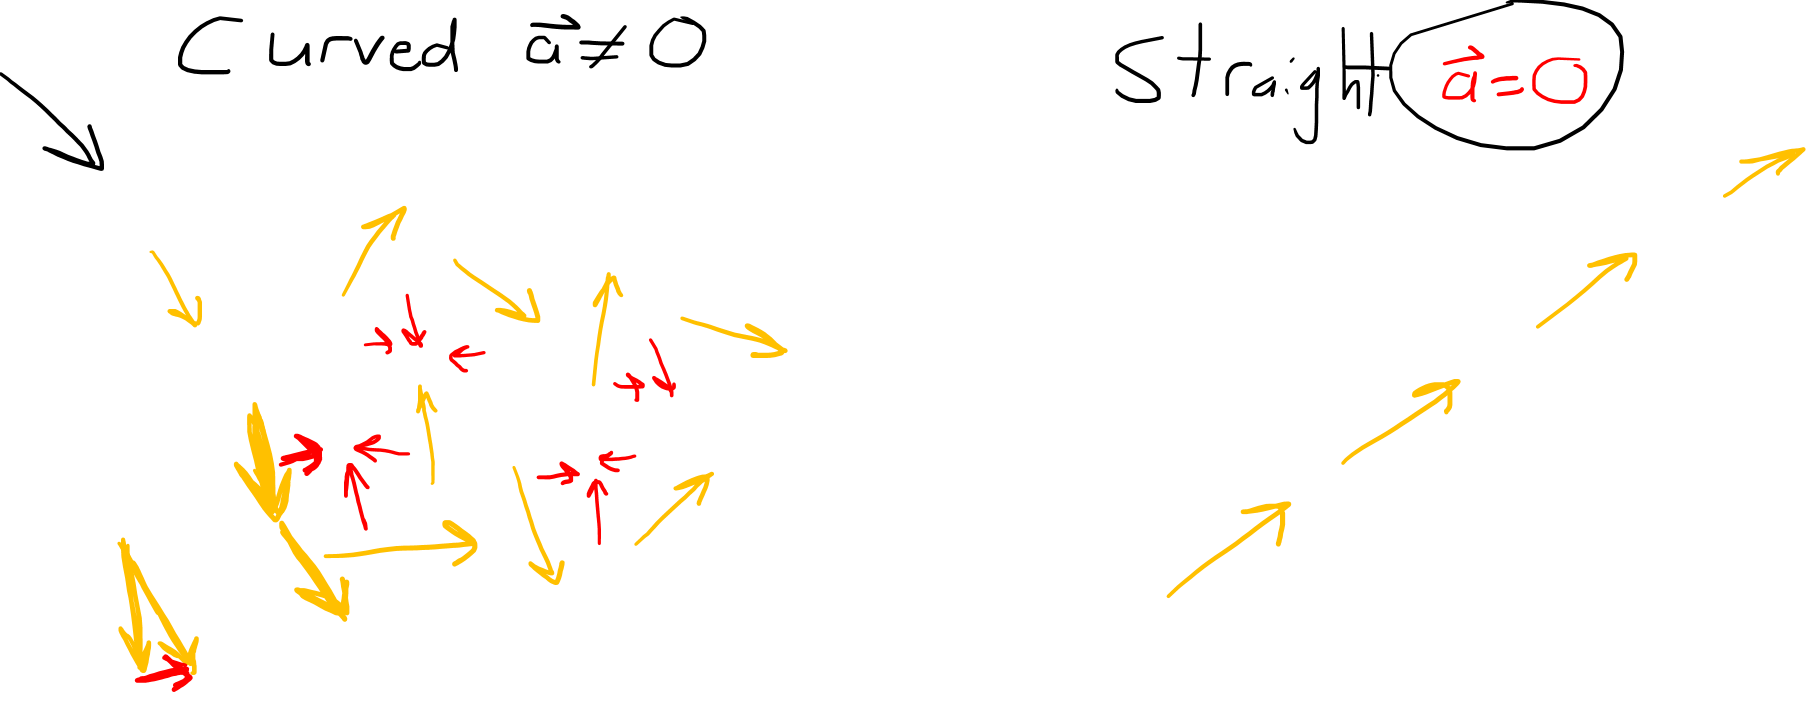 Curved a⃗ ≠ 0
Straight a⃗ = 0